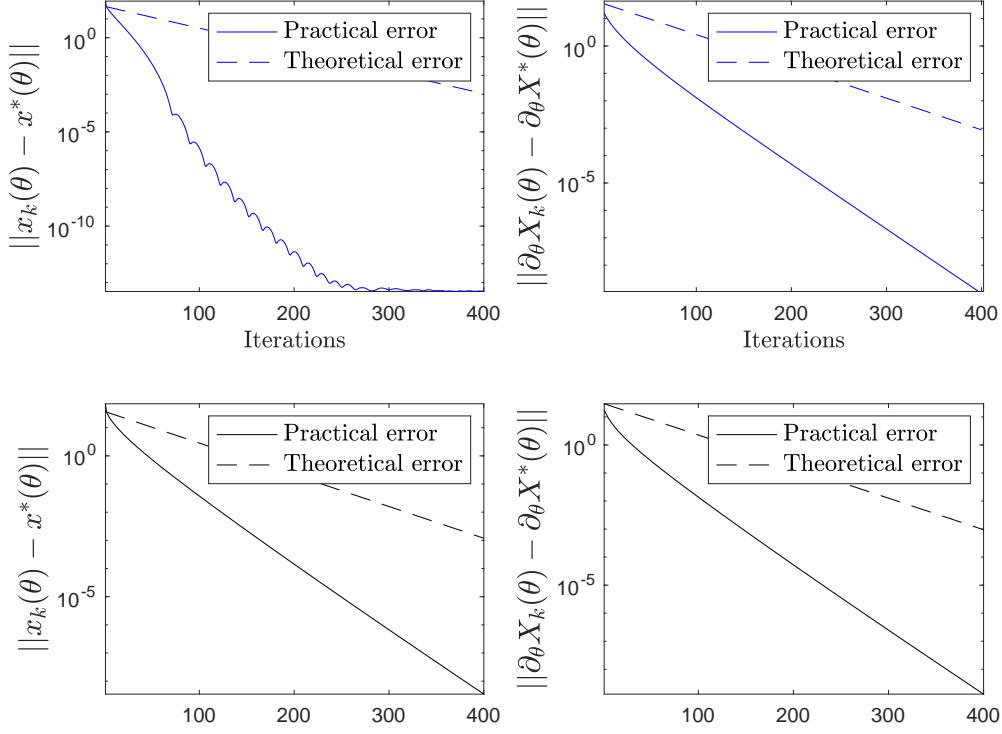 ||x_k(θ) − x*(θ)||
10^0
10^-5
10^-10
Practical error
Theoretical error
100 200 300 400
Iterations
||∂_θX_k(θ) − ∂_θX*(θ)||
10^0
10^-5
Practical error
Theoretical error
100 200 300 400
Iterations
||x_k(θ) − x*(θ)||
10^0
10^-5
Practical error
Theoretical error
100 200 300 400
||∂_θX_k(θ) − ∂_θX*(θ)||
10^0
10^-5
Practical error
Theoretical error
100 200 300 400